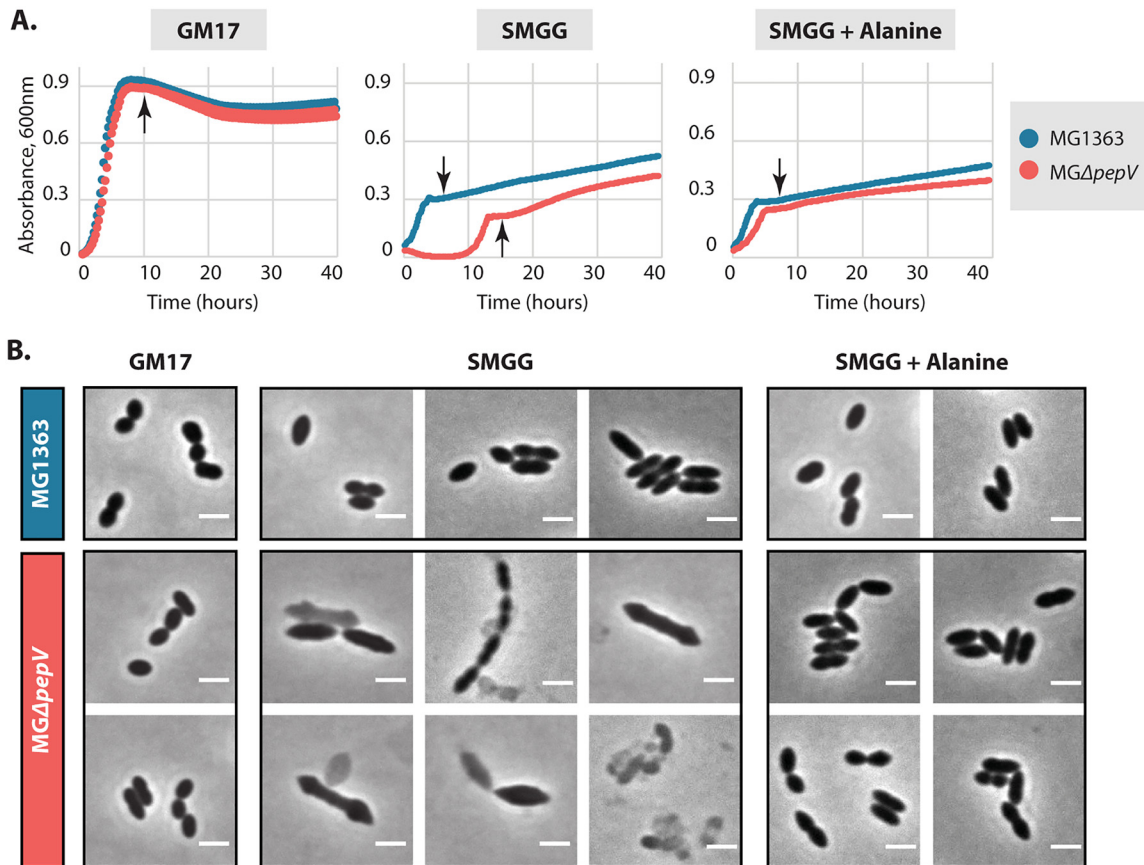 A.
GM17
SMGG
SMGG + Alanine
Absorbance, 600nm
0.9
0.6
0.3
0
0 10 20 30 40
Time (hours)
0.9
0.6
0.3
0
0 10 20 30 40
Time (hours)
0.9
0.6
0.3
0
0 10 20 30 40
Time (hours)
MG1363
MGΔpepV
B.
GM17
SMGG
SMGG + Alanine
MG1363
MGΔpepV